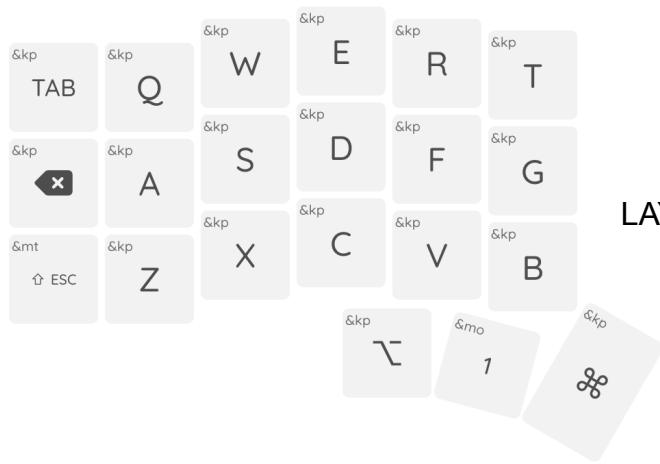 &kp &kp &kp &kp &kp &kp
TAB Q W E R T
&kp &kp &kp &kp &kp &kp
A S D F G
&mt &kp &kp &kp &kp &kp
⇧ ESC Z X C V B
LAY
&kp &mo &kp
⌥ 1 ⌘